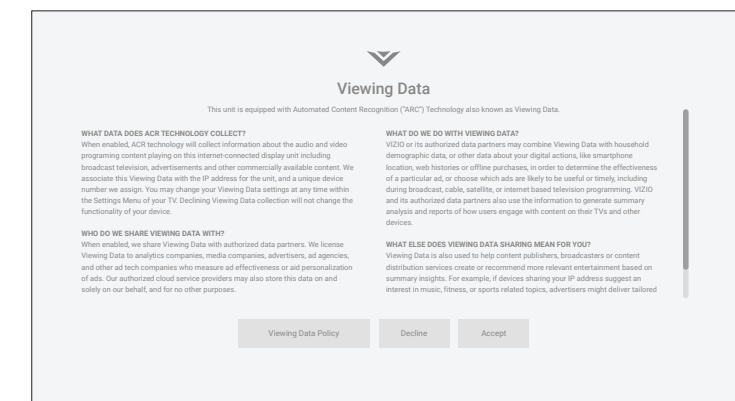 Viewing Data
This unit is equipped with Automated Content Recognition ("ARC") Technology also known as Viewing Data.
WHAT DATA DOES ACR TECHNOLOGY COLLECT?
When enabled, ACR technology will collect information about the audio and video
programing content playing on this internet-connected display unit including
broadcast television, advertisements and other commercially available content. We
associate this Viewing Data with the IP address for the unit, and a unique device
number we assign. You may change your Viewing Data settings at any time within
the Settings Menu of your TV. Declining Viewing Data collection will not change the
functionality of your device.
WHO DO WE SHARE VIEWING DATA WITH?
When enabled, we share Viewing Data with authorized data partners. We license
Viewing Data to analytics companies, media companies, advertisers, ad agencies,
and other ad tech companies who measure ad effectiveness or aid personalization
of ads. Our authorized cloud service providers may also store this data on and
solely on our behalf, and for no other purposes.
WHAT DO WE DO WITH VIEWING DATA?
VIZIO or its authorized data partners may combine Viewing Data with household
demographic data, or other data about your digital actions, like smartphone
location, web histories or offline purchases, in order to determine the effectiveness
of a particular ad, or choose which ads are likely to be useful or timely, including
during broadcast, cable, satellite, or internet based television programming. VIZIO
and its authorized data partners also use the information to generate summary
analysis and reports of how users engage with content on their TVs and other
devices.
WHAT ELSE DOES VIEWING DATA SHARING MEAN FOR YOU?
Viewing Data is also used to help content publishers, broadcasters or content
distribution services create or recommend more relevant entertainment based on
summary insights. For example, if devices sharing your IP address suggest an
interest in music, fitness, or sports related topics, advertisers might deliver tailored
Viewing Data Policy
Decline
Accept